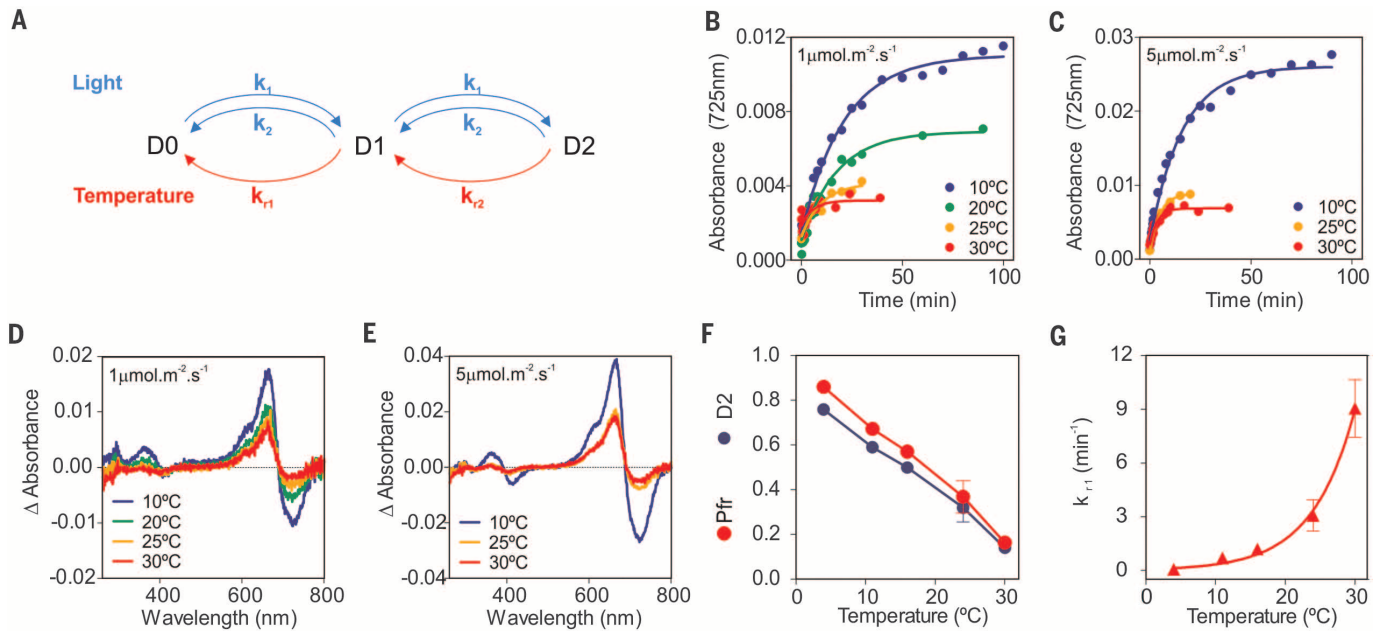 A
Light
k1
k1
k2
k2
D0
D1
D2
Temperature
kr1
kr2
B
Absorbance (725nm)
0.012
0.008
0.004
0.000
1μmol.m-2.s-1
10ºC
20ºC
25ºC
30ºC
0
50
100
Time (min)
C
Absorbance (725nm)
0.03
0.02
0.01
0.00
5μmol.m-2.s-1
10ºC
25ºC
30ºC
0
50
100
Time (min)
D
Δ Absorbance
0.02
0.01
0.00
-0.01
-0.02
1μmol.m-2.s-1
10ºC
20ºC
25ºC
30ºC
400
600
800
Wavelength (nm)
E
Δ Absorbance
0.04
0.02
0.00
-0.02
-0.04
5μmol.m-2.s-1
10ºC
25ºC
30ºC
400
600
800
Wavelength (nm)
F
Pfr
D2
1.0
0.8
0.6
0.4
0.2
0.0
0
10
20
30
Temperature (ºC)
G
k r1 (min-1)
12
9
6
3
0
0
10
20
30
Temperature (ºC)